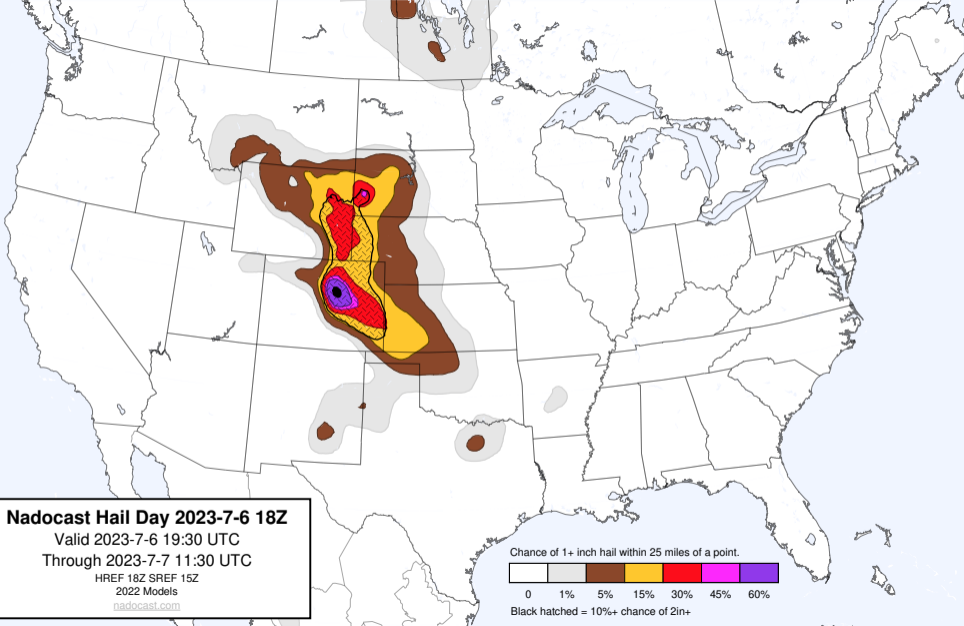 Nadocast Hail Day 2023-7-6 18Z
Valid 2023-7-6 19:30 UTC
Through 2023-7-7 11:30 UTC
HREF 18Z SREF 15Z
2022 Models
nadocast.com
Chance of 1+ inch hail within 25 miles of a point.
0 1% 5% 15% 30% 45% 60%
Black hatched = 10%+ chance of 2in+